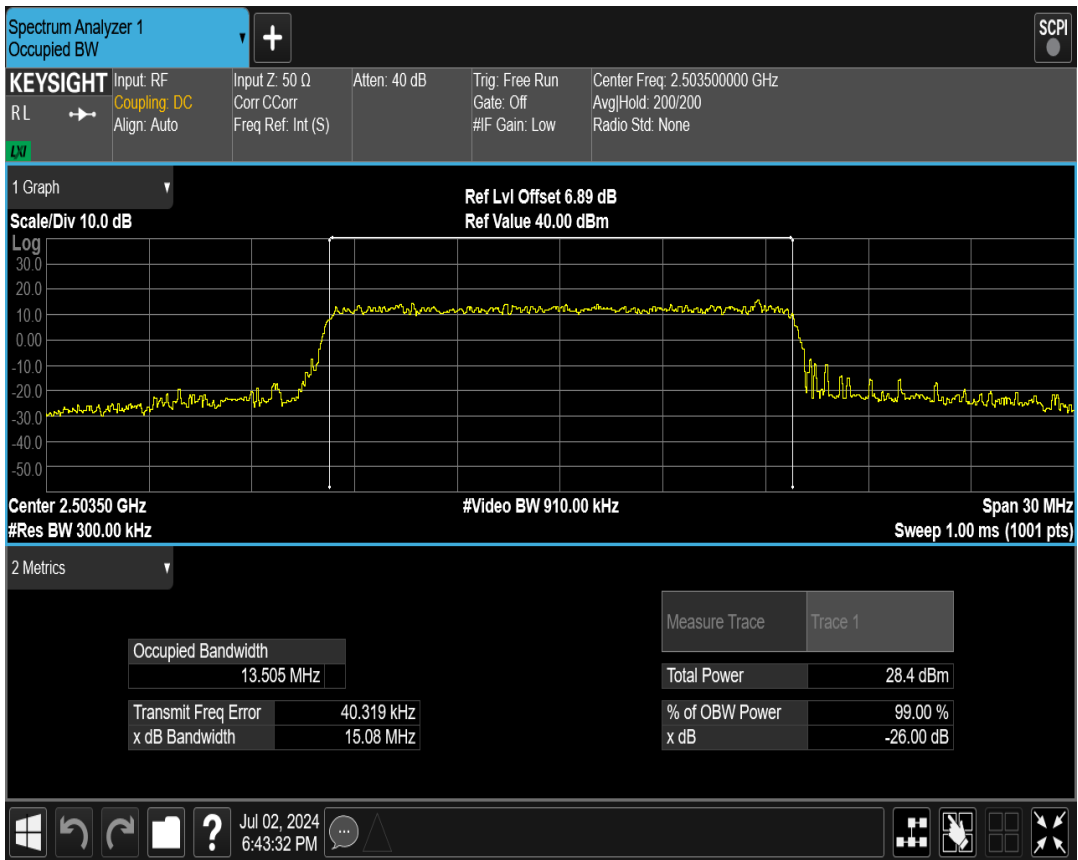 Spectrum Analyzer 1
Occupied BW
+
SCPI
KEYSIGHT
RL
LXI
Input: RF
Coupling: DC
Align: Auto
Input Z: 50 Ω
Corr CCorr
Freq Ref: Int (S)
Atten: 40 dB
Trig: Free Run
Gate: Off
#IF Gain: Low
Center Freq: 2.503500000 GHz
Avg|Hold: 200/200
Radio Std: None
1 Graph
Scale/Div 10.0 dB
Ref Lvl Offset 6.89 dB
Ref Value 40.00 dBm
Log
30.0
20.0
10.0
0.00
-10.0
-20.0
-30.0
-40.0
-50.0
Center 2.50350 GHz
#Video BW 910.00 kHz
Span 30 MHz
#Res BW 300.00 kHz
Sweep 1.00 ms (1001 pts)
2 Metrics
Measure Trace Trace 1
Occupied Bandwidth
13.505 MHz
Total Power 28.4 dBm
Transmit Freq Error 40.319 kHz
% of OBW Power 99.00 %
x dB Bandwidth 15.08 MHz
x dB -26.00 dB
?
Jul 02, 2024
6:43:32 PM